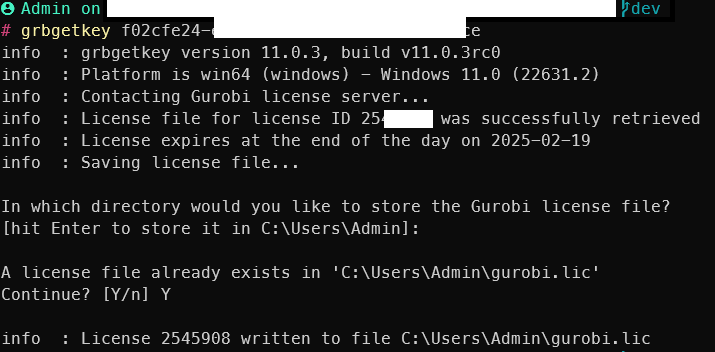 Admin on dev
# grbgetkey f02cfe24-
info : grbgetkey version 11.0.3, build v11.0.3rc0
info : Platform is win64 (windows) - Windows 11.0 (22631.2)
info : Contacting Gurobi license server...
info : License file for license ID 254 was successfully retrieved
info : License expires at the end of the day on 2025-02-19
info : Saving license file...
In which directory would you like to store the Gurobi license file?
[hit Enter to store it in C:\Users\Admin]:
A license file already exists in 'C:\Users\Admin\gurobi.lic'
Continue? [Y/n] Y
info : License 2545908 written to file C:\Users\Admin\gurobi.lic